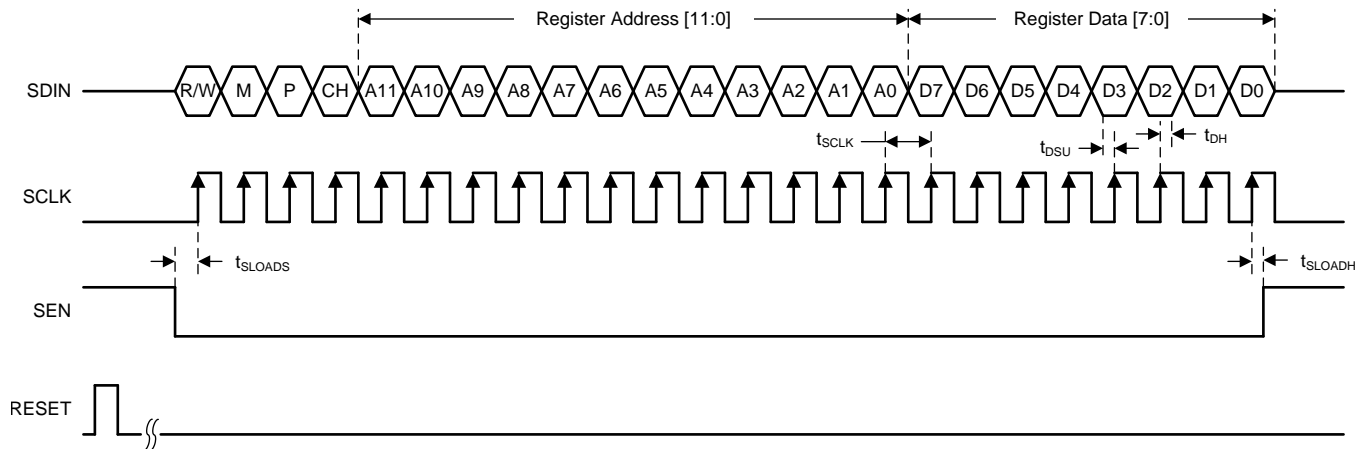 Register Address [11:0] Register Data [7:0]
SDIN R/W M P CH A11 A10 A9 A8 A7 A6 A5 A4 A3 A2 A1 A0 D7 D6 D5 D4 D3 D2 D1 D0
tSCLK tDSU tDH
SCLK
tSLOADS tSLOADH
SEN
RESET